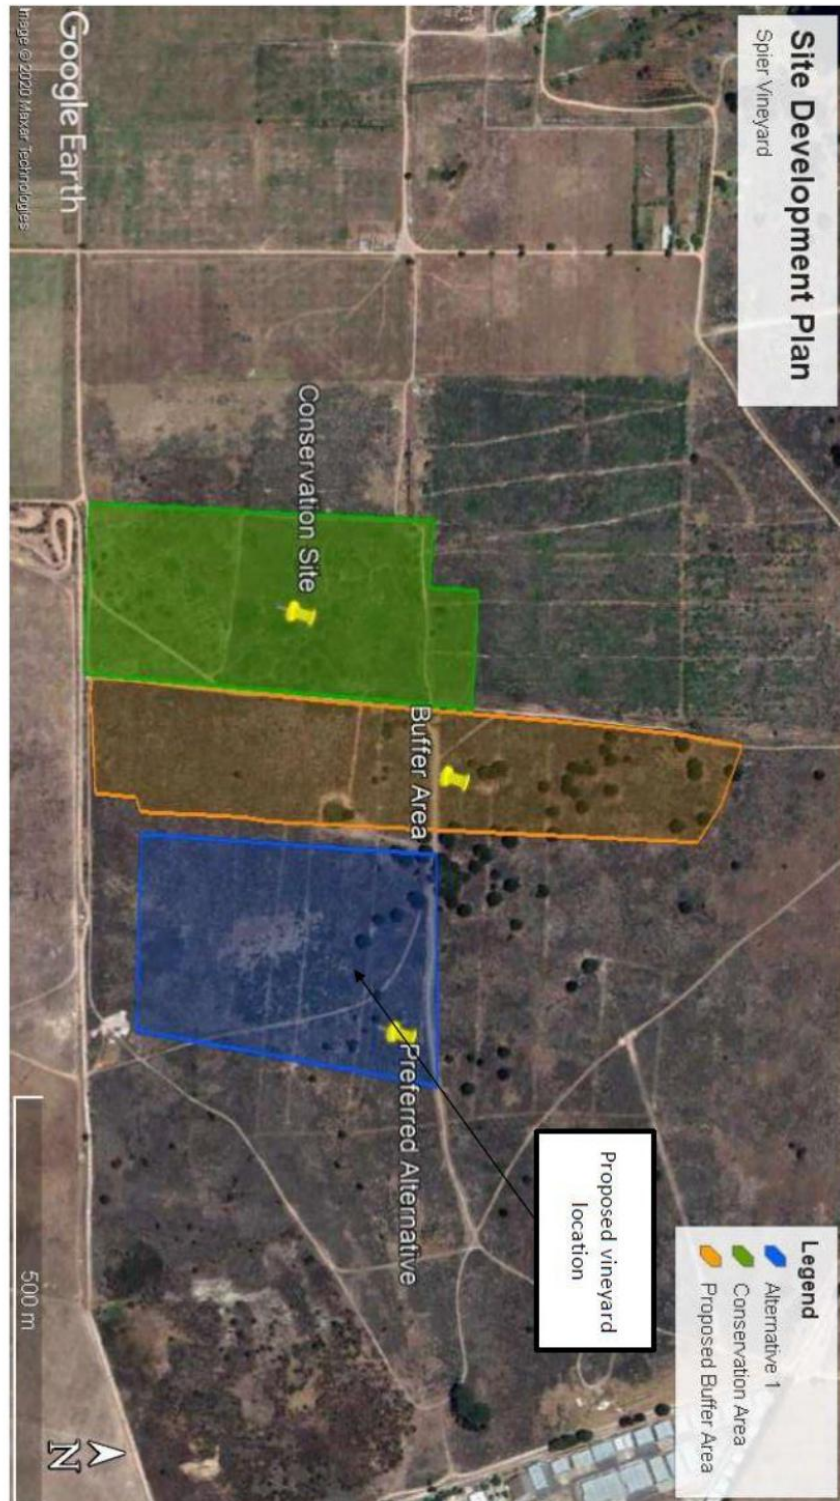 Site Development Plan
Spier Vineyard
Legend
Alternative 1
Conservation Area
Proposed Buffer Area
Proposed vineyard
location
Buffer Area
Preferred Alternative
Conservation Site
Google Earth
Image © 2020 Maxar Technologies
500 m
N